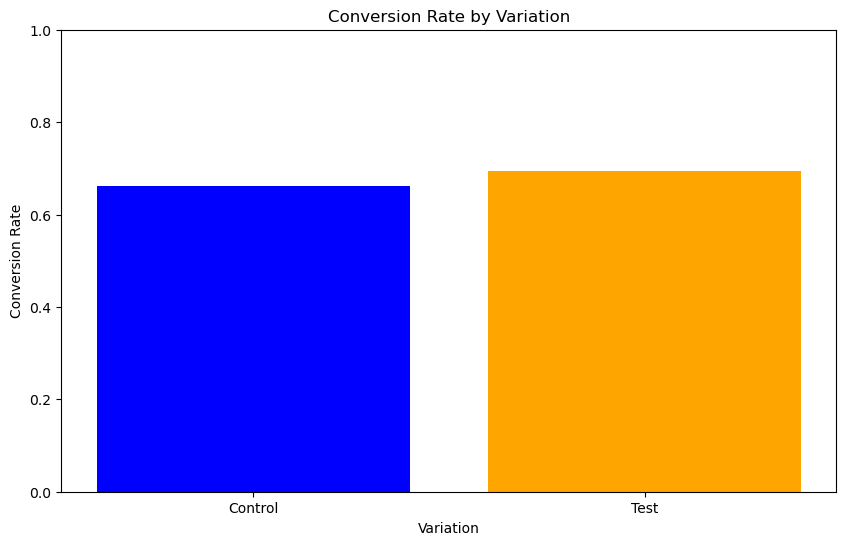 Conversion Rate by Variation
1.0
0.8
0.6
0.4
0.2
0.0
Conversion Rate
Control
Test
Variation